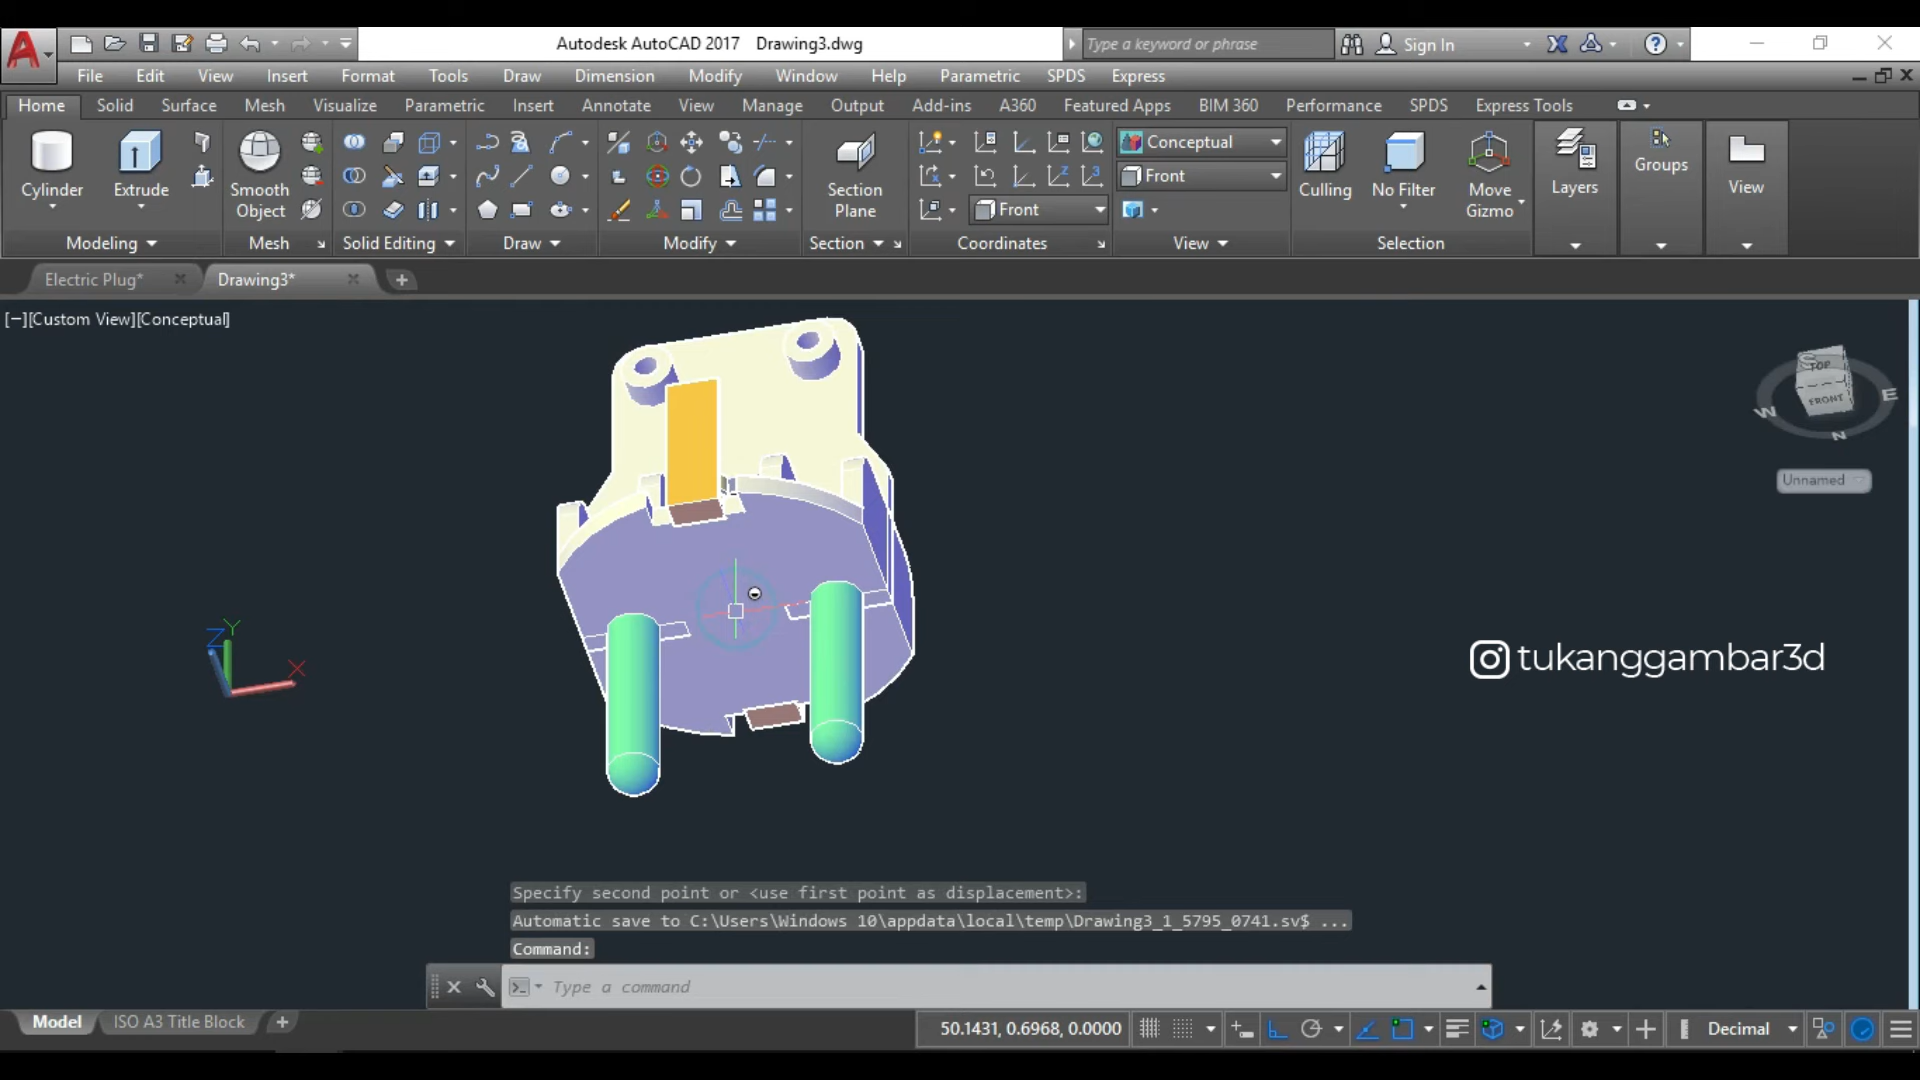 Autodesk AutoCAD 2017 Drawing3.dwg
Type a keyword or phrase
Sign In
File Edit View Insert Format Tools Draw Dimension Modify Window Help Parametric SPDS Express
Home Solid Surface Mesh Visualize Parametric Insert Annotate View Manage Output Add-ins A360 Featured Apps BIM 360 Performance SPDS Express Tools
Cylinder
Extrude
Smooth Object
Section Plane
Conceptual
Front
Front
Culling
No Filter
Move Gizmo
Layers
Groups
View
Modeling Mesh Solid Editing Draw Modify Section Coordinates View Selection
Electric Plug* Drawing3*
[−][Custom View][Conceptual]
S
TOP
FRONT
W
E
N
Unnamed
Z
Y
X
tukanggambar3d
Specify second point or <use first point as displacement>:
Automatic save to C:\Users\Windows 10\appdata\local\temp\Drawing3_1_5795_0741.sv$ ...
Command:
Type a command
Model ISO A3 Title Block
50.1431, 0.6968, 0.0000
Decimal